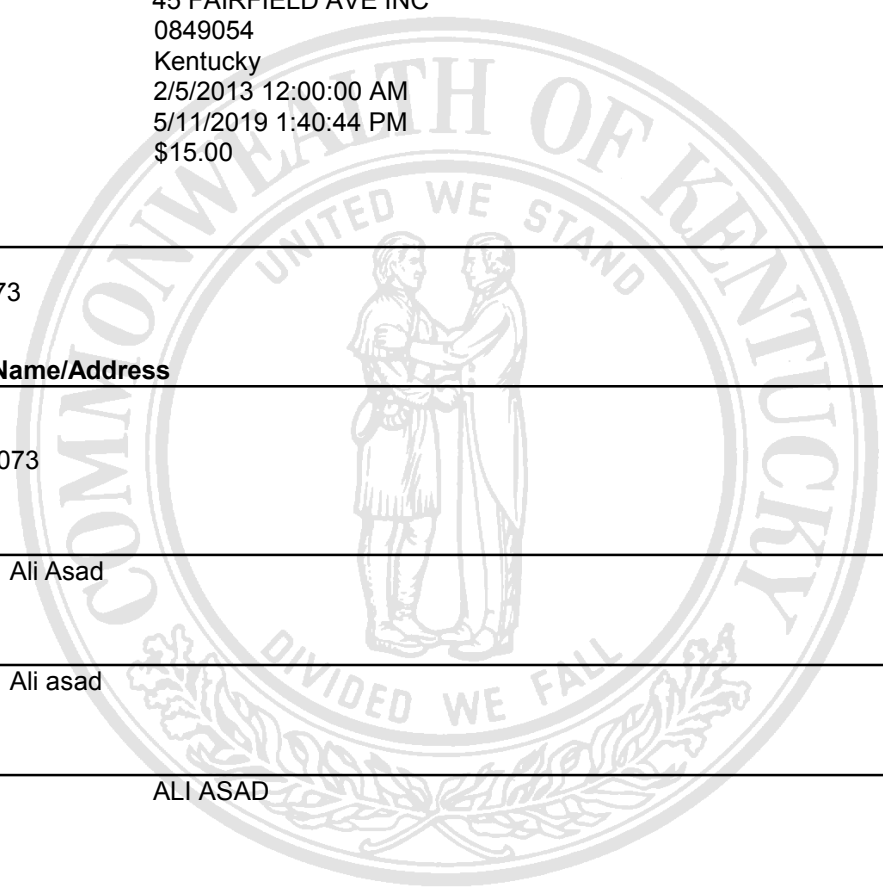 45 FAIRFIELD AVE INC
0849054
Kentucky
2/5/2013 12:00:00 AM
5/11/2019 1:40:44 PM
$15.00
COMMONWEALTH OF KENTUCKY
UNITED WE STAND
73
Name/Address
073
Ali Asad
Ali asad
DIVIDED WE FALL
ALI ASAD